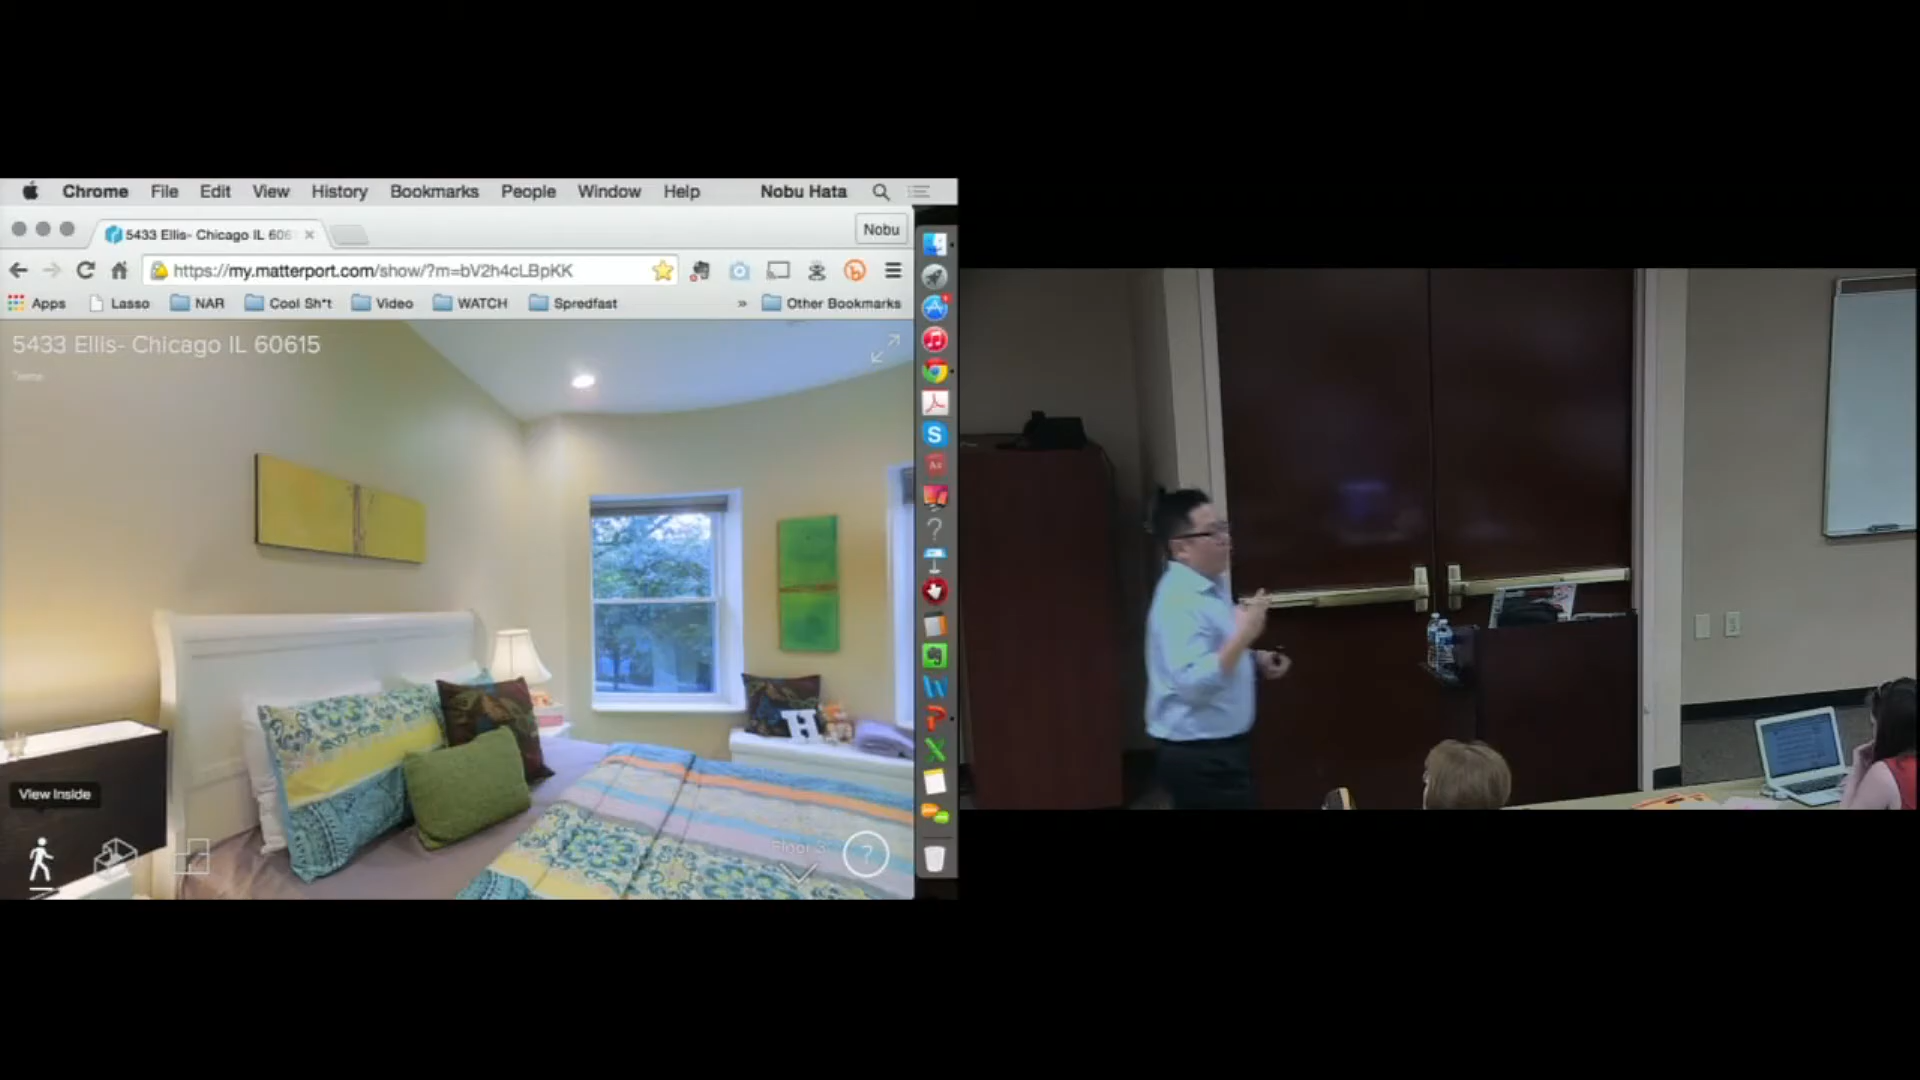 Chrome File Edit View History Bookmarks People Window Help Nobu Hata
5433 Ellis- Chicago IL 606 Nobu
https://my.matterport.com/show/?m=bV2h4cLBpKK
Apps Lasso NAR Cool Sh*t Video WATCH Spredfast » Other Bookmarks
5433 Ellis- Chicago IL 60615
H
View Inside
Floor 3
?